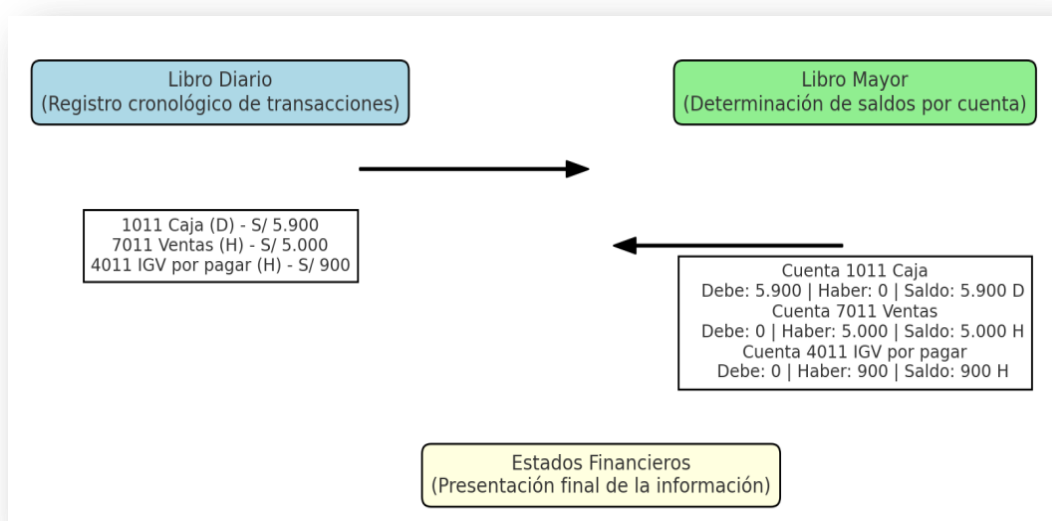 Libro Diario
(Registro cronológico de transacciones)
Libro Mayor
(Determinación de saldos por cuenta)
1011 Caja (D) - S/ 5.900
7011 Ventas (H) - S/ 5.000
4011 IGV por pagar (H) - S/ 900
Cuenta 1011 Caja
Debe: 5.900 | Haber: 0 | Saldo: 5.900 D
Cuenta 7011 Ventas
Debe: 0 | Haber: 5.000 | Saldo: 5.000 H
Cuenta 4011 IGV por pagar
Debe: 0 | Haber: 900 | Saldo: 900 H
Estados Financieros
(Presentación final de la información)